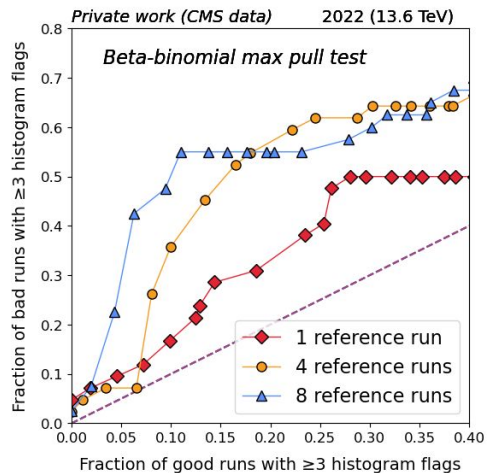 Private work (CMS data) 2022 (13.6 TeV)
Beta-binomial max pull test
Fraction of bad runs with ≥3 histogram flags
0.8
0.7
0.6
0.5
0.4
0.3
0.2
0.1
0.0
1 reference run
4 reference runs
8 reference runs
0.00 0.05 0.10 0.15 0.20 0.25 0.30 0.35 0.40
Fraction of good runs with ≥3 histogram flags